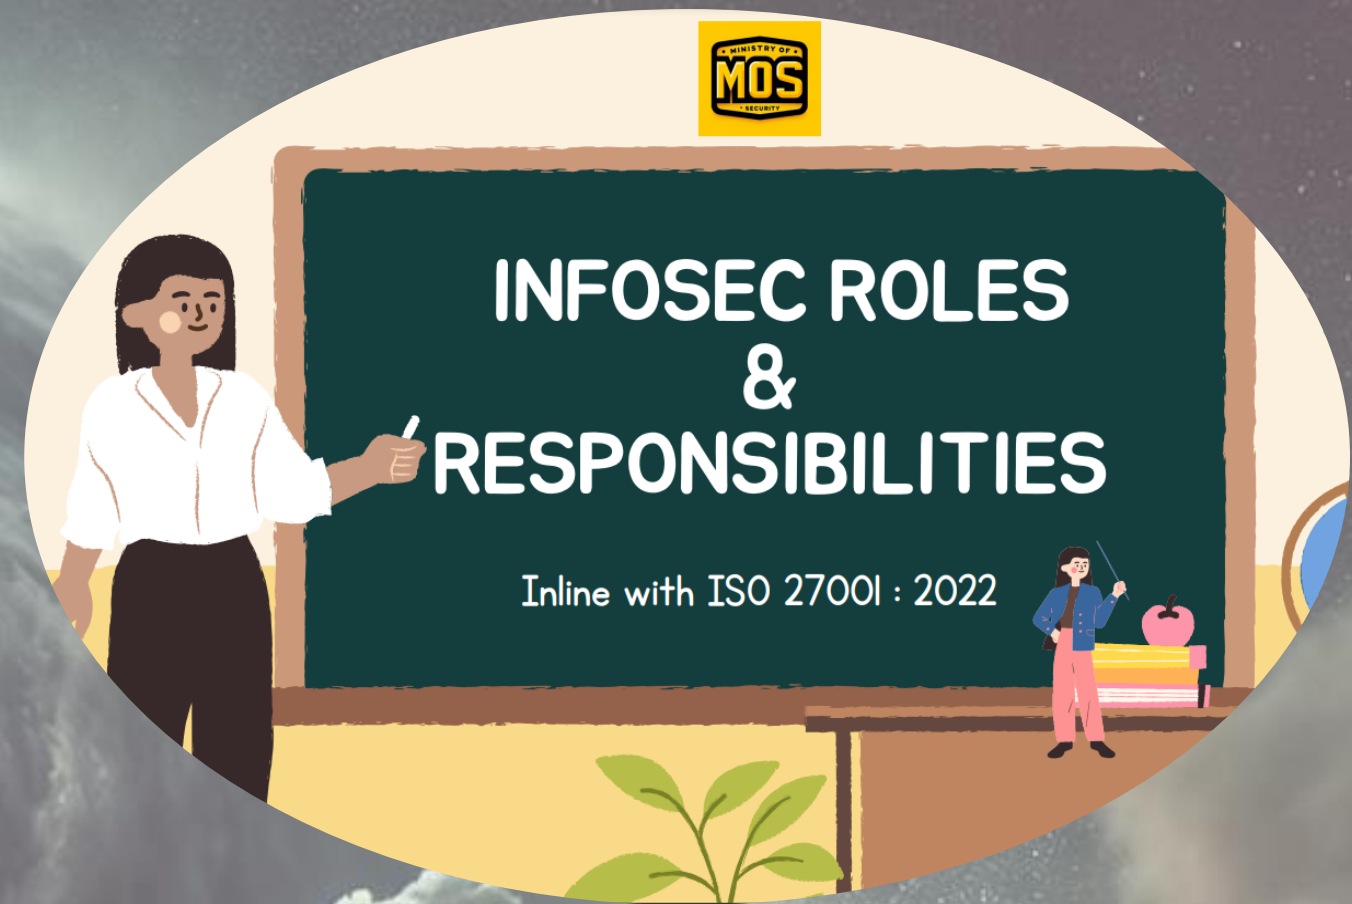 MINISTRY OF
MOS
SECURITY
INFOSEC ROLES
&
RESPONSIBILITIES
Inline with ISO 27001 : 2022